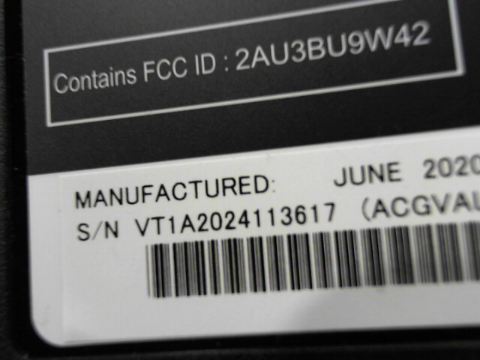 Contains FCC ID : 2AU3BU9W42
MANUFACTURED: JUNE 2020
S/N VT1A2024113617 (ACGVAL